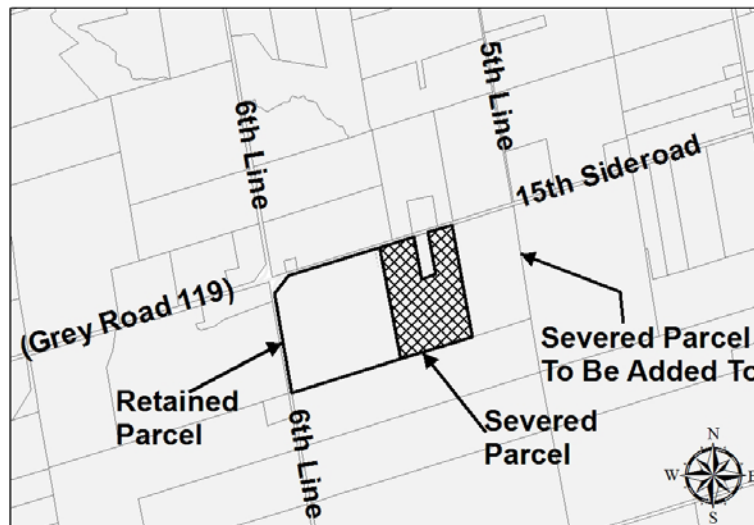 6th Line
5th Line
15th Sideroad
(Grey Road 119)
Severed Parcel
To Be Added To
Retained
Parcel
Severed
Parcel
6th Line
N
W
E
S